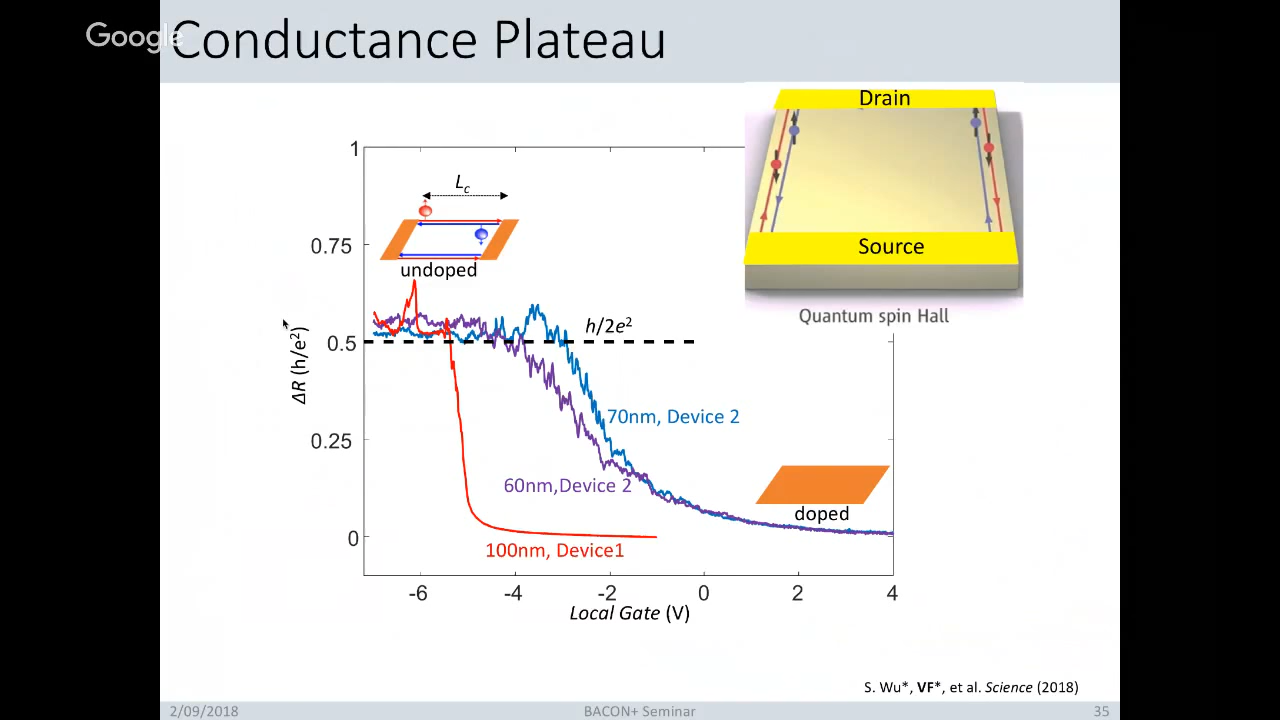 Google
Conductance Plateau
Drain
Source
Quantum spin Hall
1
0.75
0.5
0.25
0
ΔR (h/e²)
Lc
undoped
h/2e²
70nm, Device 2
60nm,Device 2
100nm, Device1
doped
-6 -4 -2 0 2 4
Local Gate (V)
S. Wu*, VF*, et al. Science (2018)
2/09/2018 BACON+ Seminar 35